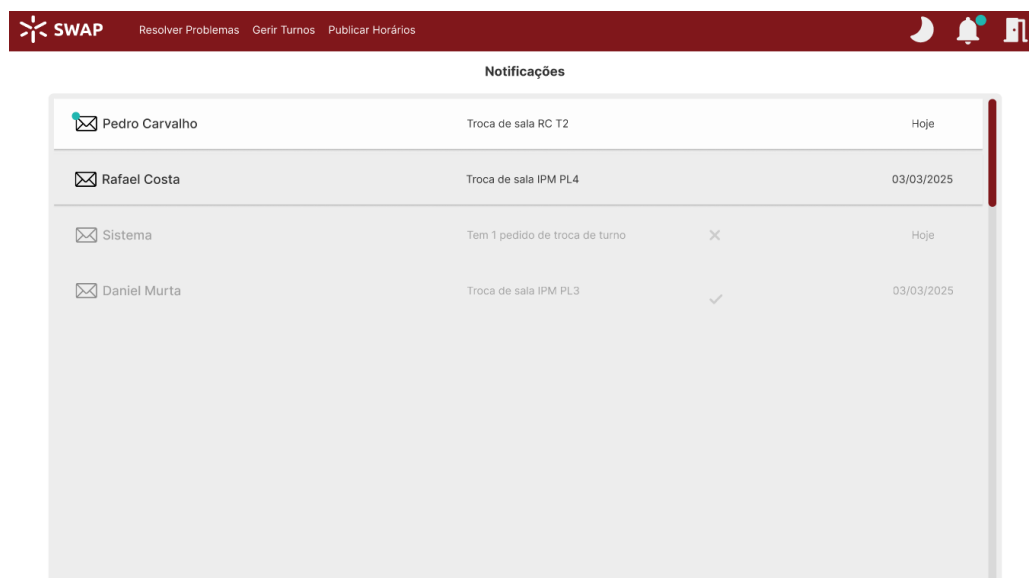 SWAP Resolver Problemas Gerir Turnos Publicar Horários
Notificações
Pedro Carvalho Troca de sala RC T2 Hoje
Rafael Costa Troca de sala IPM PL4 03/03/2025
Sistema Tem 1 pedido de troca de turno Hoje
Daniel Murta Troca de sala IPM PL3 03/03/2025